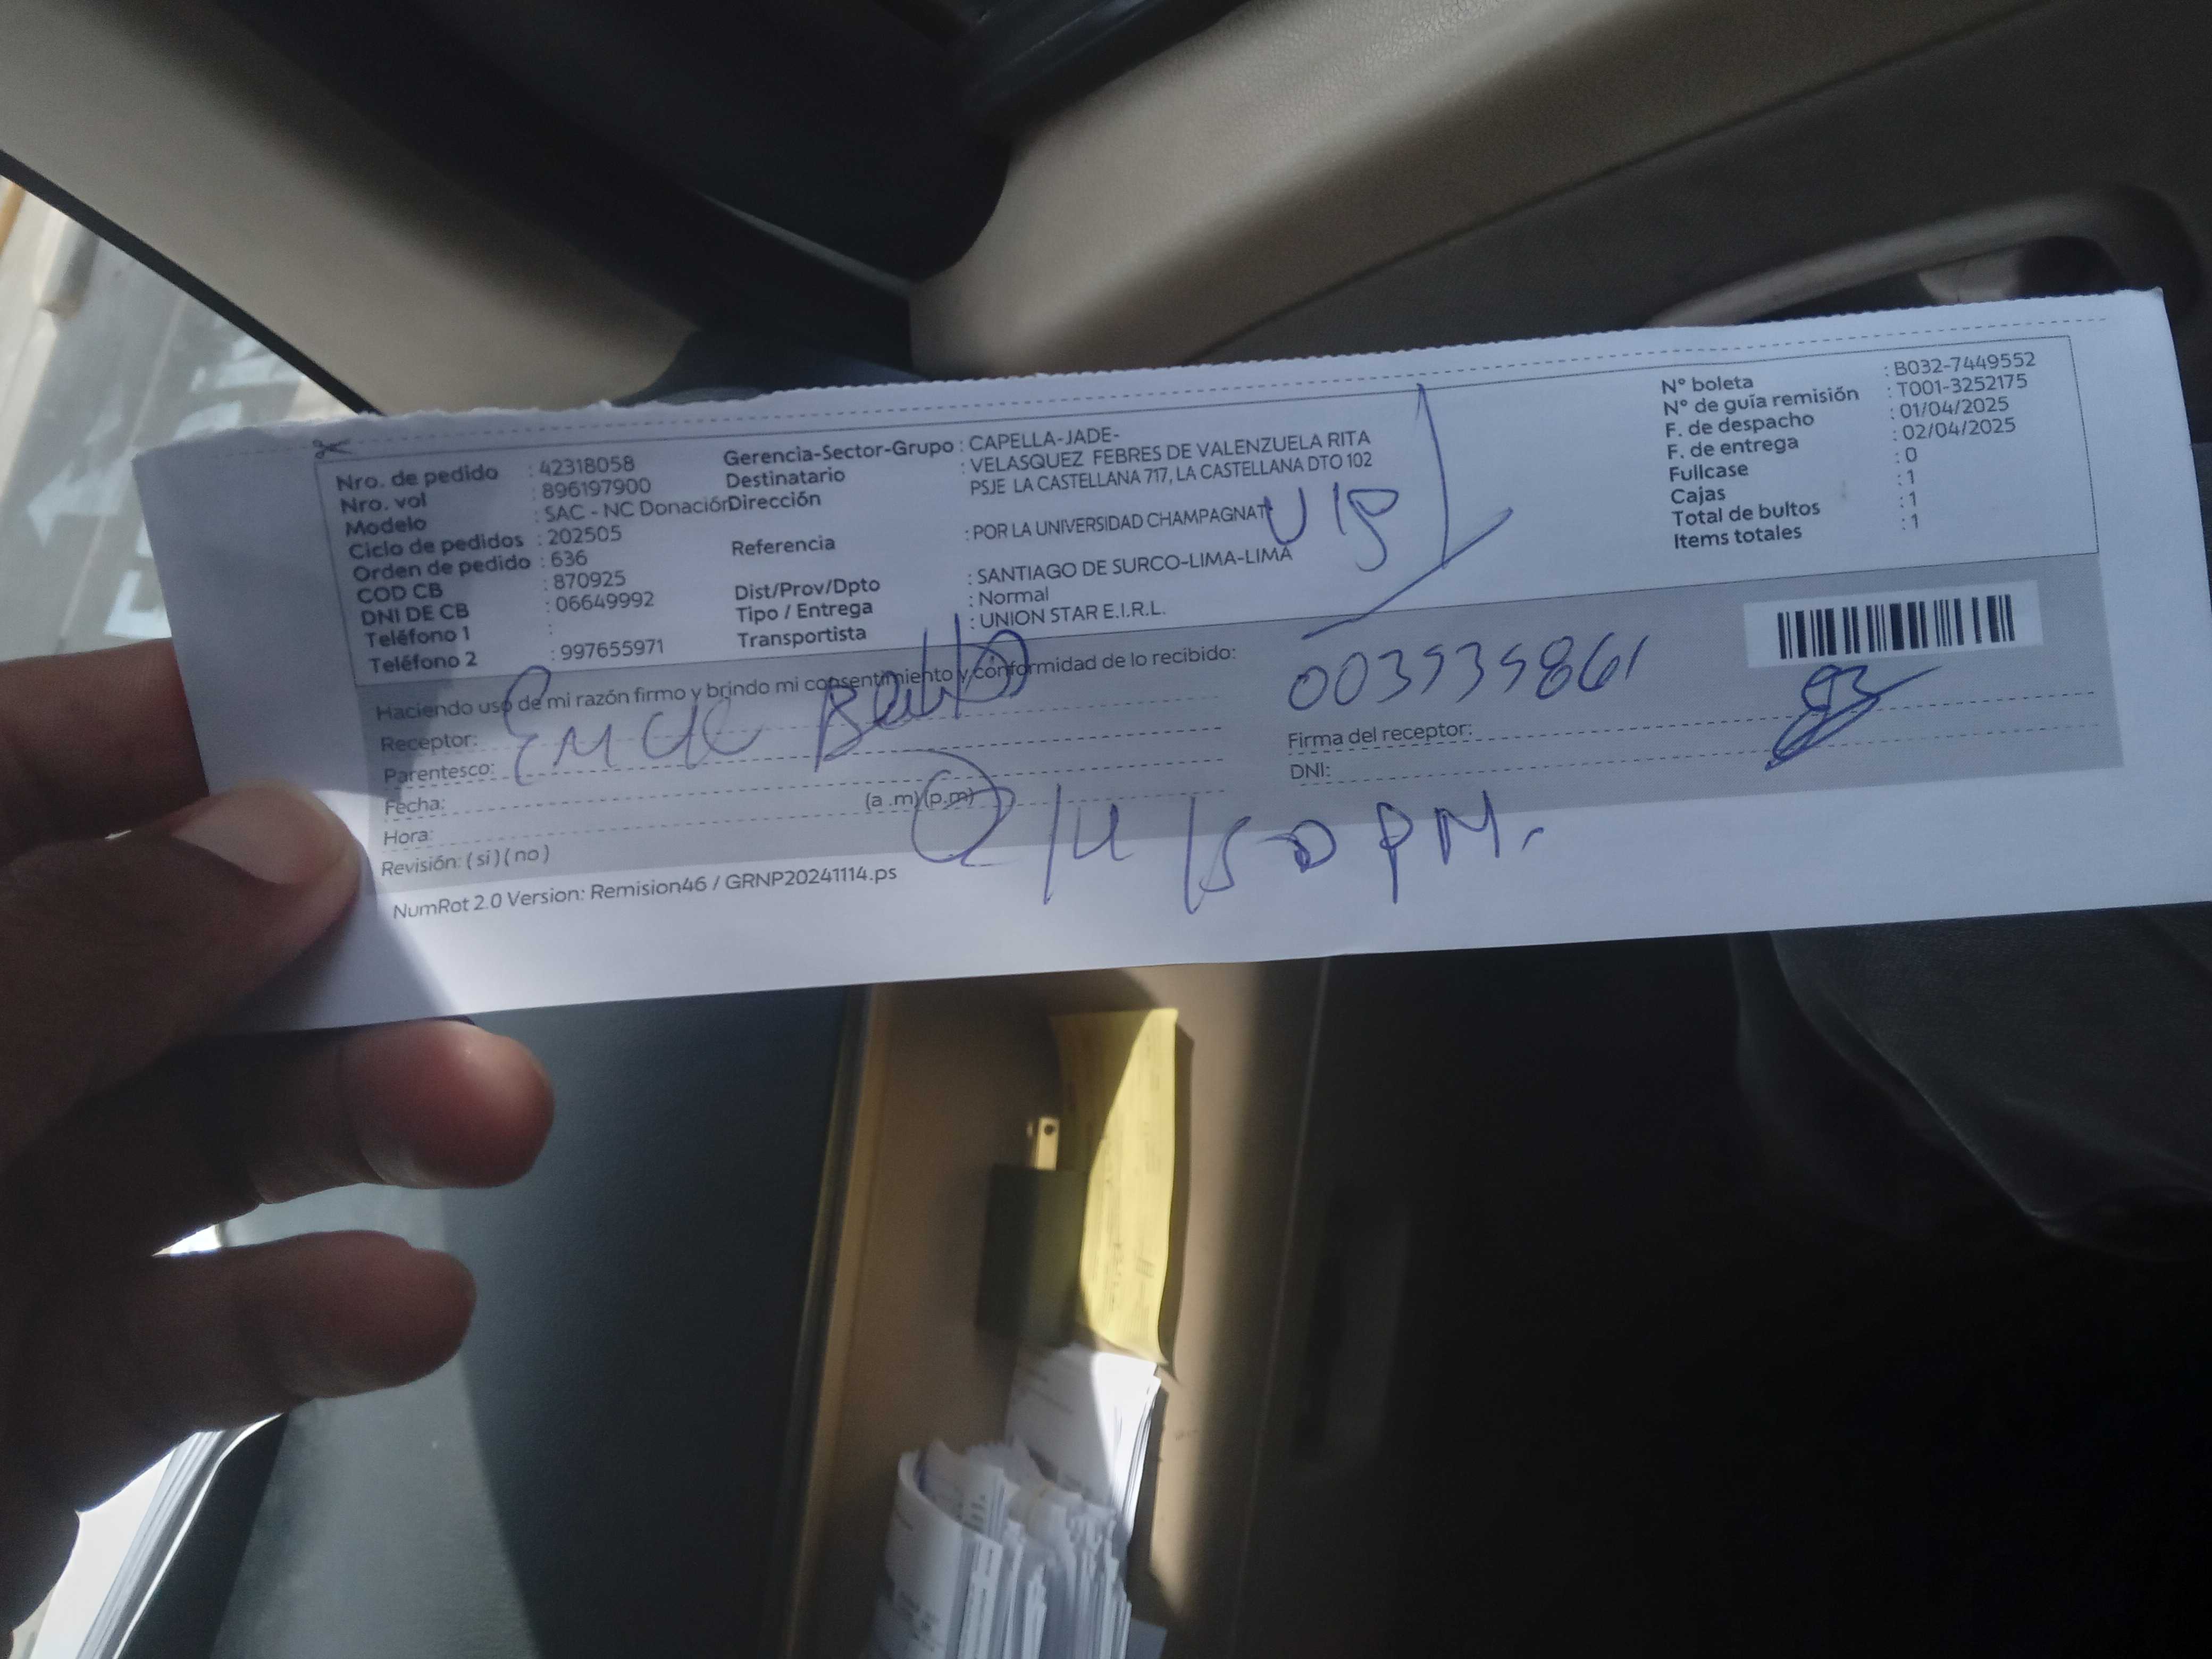 Nro. de pedido : 42318058
Nro. vol : 896197900
Modelo : SAC - NC Donación
Ciclo de pedidos : 202505
Orden de pedido : 636
COD CB : 870925
DNI DE CB : 06649992
Teléfono 1 :
Teléfono 2 : 997655971
Gerencia-Sector-Grupo : CAPELLA-JADE-
Destinatario : VELASQUEZ FEBRES DE VALENZUELA RITA
Dirección PSJE LA CASTELLANA 717, LA CASTELLANA DTO 102
Referencia : POR LA UNIVERSIDAD CHAMPAGNAT
Dist/Prov/Dpto : SANTIAGO DE SURCO-LIMA-LIMA
Tipo / Entrega : Normal
Transportista : UNION STAR E.I.R.L.
N° boleta : B032-7449552
N° de guía remisión : T001-3252175
F. de despacho : 01/04/2025
F. de entrega : 02/04/2025
Fullcase : 0
Cajas : 1
Total de bultos : 1
Items totales : 1
Haciendo uso de mi razón firmo y brindo mi consentimiento y conformidad de lo recibido:
Receptor:
Parentesco:
Fecha:
Hora: (a .m) (p.m)
Revisión: ( si ) ( no )
Firma del receptor:
DNI:
PM.
NumRot 2.0 Version: Remision46 / GRNP20241114.ps